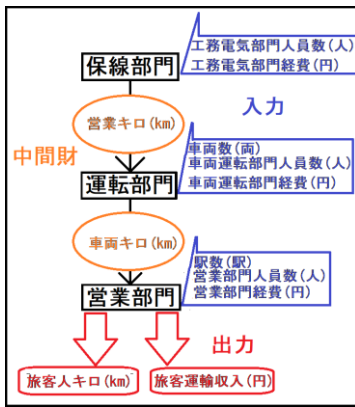 工務電気部門人員数(人)
工務電気部門経費(円)
保線部門
入力
営業キロ(km)
中間財
車両数(両)
車両運転部門人員数(人)
車両運転部門経費(円)
運転部門
車両キロ(km)
駅数(駅)
営業部門人員数(人)
営業部門経費(円)
営業部門
出力
旅客人キロ(km)
旅客運輸収入(円)